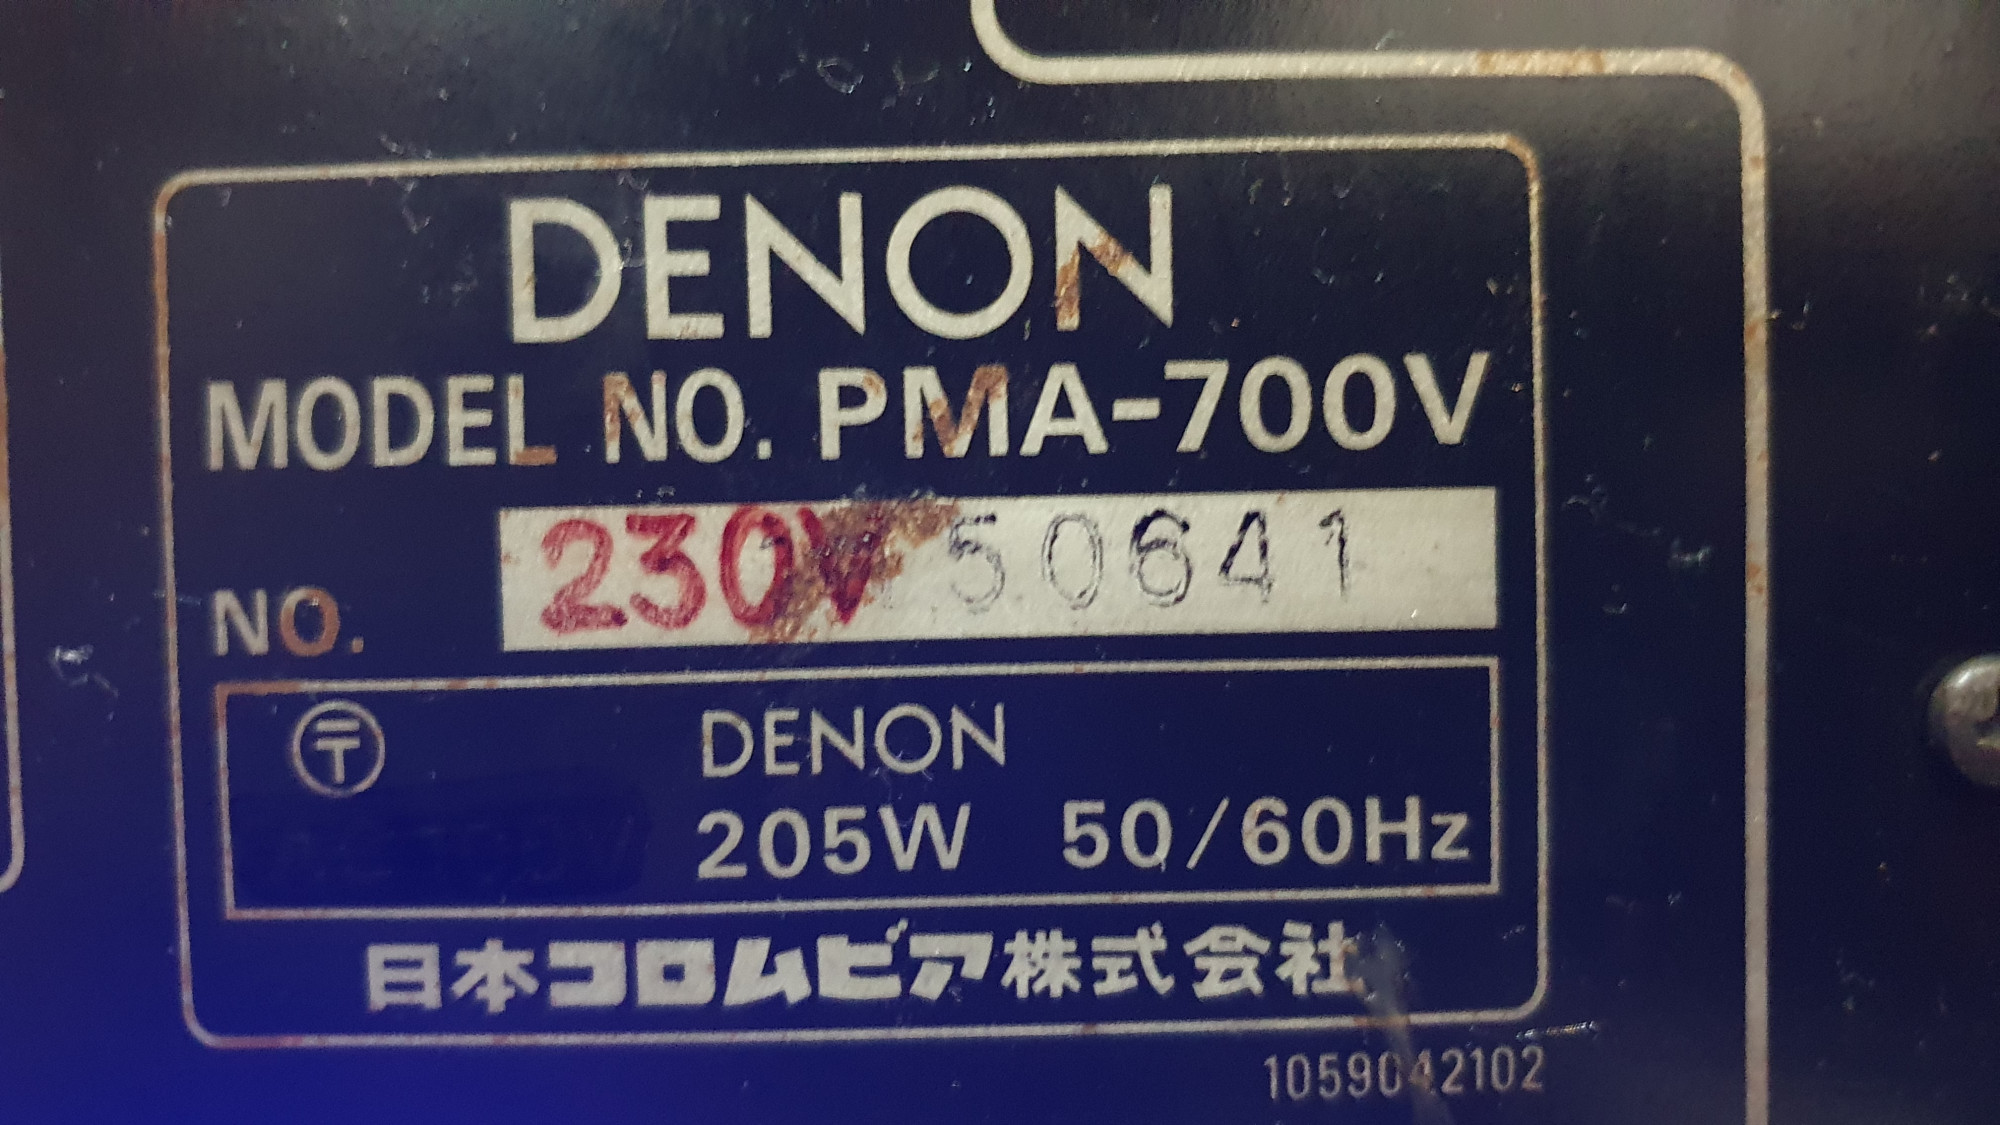 DENON
MODEL NO. PMA-700V
NO. 230V 50641
〒 DENON
205W 50/60Hz
日本コロムビア株式会社
1059042102